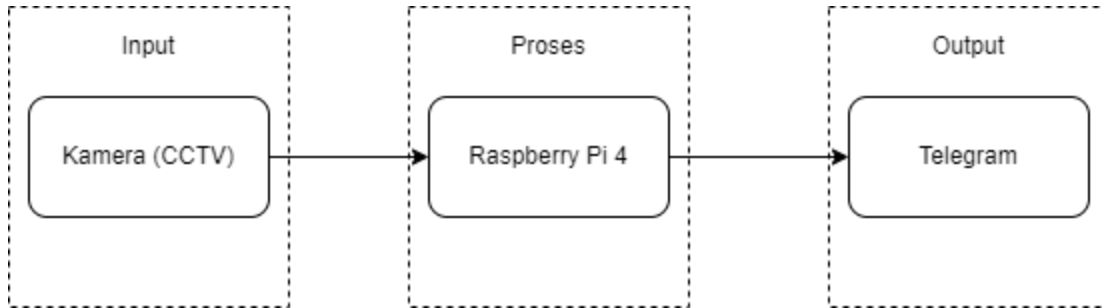 Input
Proses
Output
Kamera (CCTV)
Raspberry Pi 4
Telegram